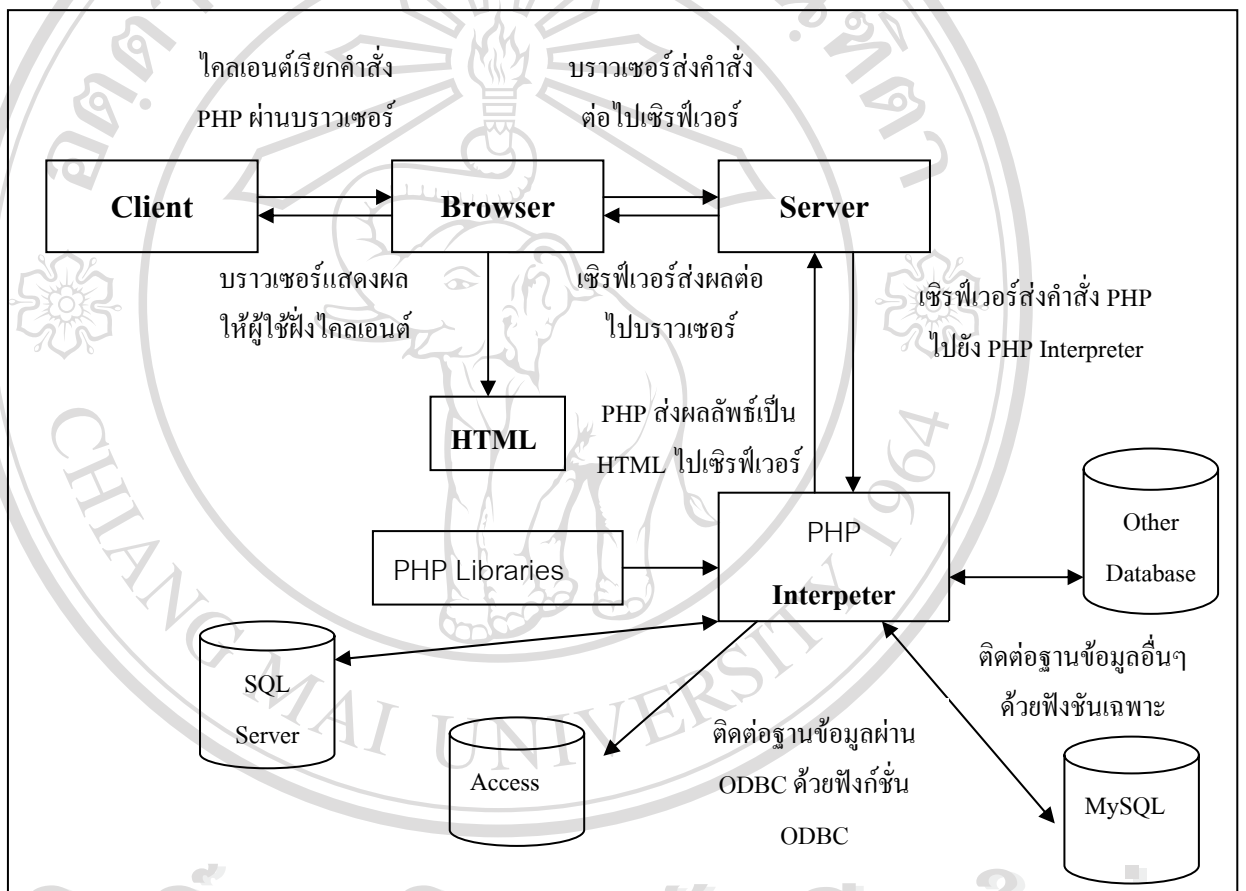 ไคลเอนต์เรียกคำสั่ง
PHP ผ่านบราวเซอร์
บราวเซอร์ส่งคำสั่ง
ต่อไปเซิรฟ์เวอร์
Client
Browser
Server
บราวเซอร์แสดงผล
ให้ผู้ใช้ฝั่งไคลเอนต์
เซิรฟ์เวอร์ส่งผลต่อ
ไปบราวเซอร์
เซิรฟ์เวอร์ส่งคำสั่ง PHP
ไปยัง PHP Interpreter
HTML
PHP ส่งผลลัพธ์เป็น
HTML ไปเซิรฟ์เวอร์
PHP Libraries
PHP
Interpeter
Other
Database
SQL
Server
Access
ติดต่อฐานข้อมูลผ่าน
ODBC ด้วยฟังก์ชั่น
ODBC
ติดต่อฐานข้อมูลอื่นๆ
ด้วยฟังชันเฉพาะ
MySQL
CHIANG MAI UNIVERSITY 1964